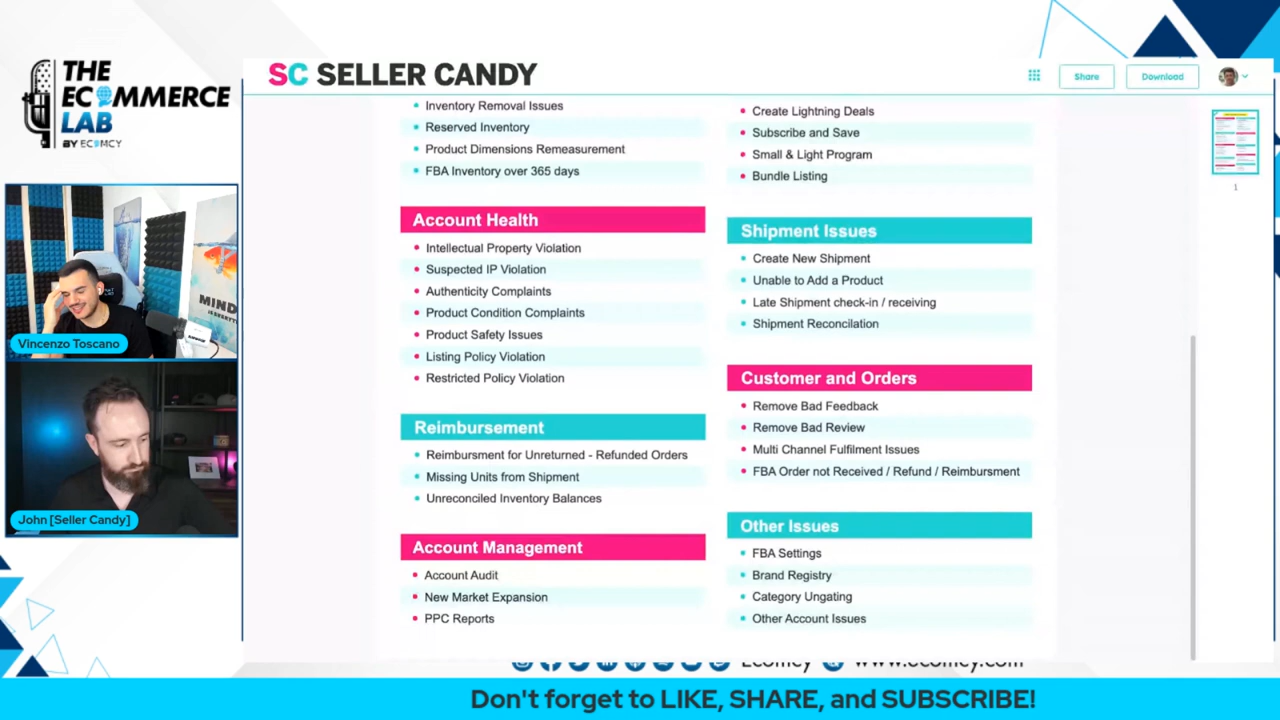 THE
ECOMMERCE
LAB
BY ECOMCY
SC SELLER CANDY
Share
Download
Inventory Removal Issues
Reserved Inventory
Product Dimensions Remeasurement
FBA Inventory over 365 days
Account Health
Intellectual Property Violation
Suspected IP Violation
Authenticity Complaints
Product Condition Complaints
Product Safety Issues
Listing Policy Violation
Restricted Policy Violation
Reimbursement
Reimbursment for Unreturned - Refunded Orders
Missing Units from Shipment
Unreconciled Inventory Balances
Account Management
Account Audit
New Market Expansion
PPC Reports
Create Lightning Deals
Subscribe and Save
Small & Light Program
Bundle Listing
Shipment Issues
Create New Shipment
Unable to Add a Product
Late Shipment check-in / receiving
Shipment Reconcilation
Customer and Orders
Remove Bad Feedback
Remove Bad Review
Multi Channel Fulfilment Issues
FBA Order not Received / Refund / Reimbursment
Other Issues
FBA Settings
Brand Registry
Category Ungating
Other Account Issues
1
MIND
Vincenzo Toscano
John [Seller Candy]
Ecomcy
www.ecomcy.com
Don't forget to LIKE, SHARE, and SUBSCRIBE!